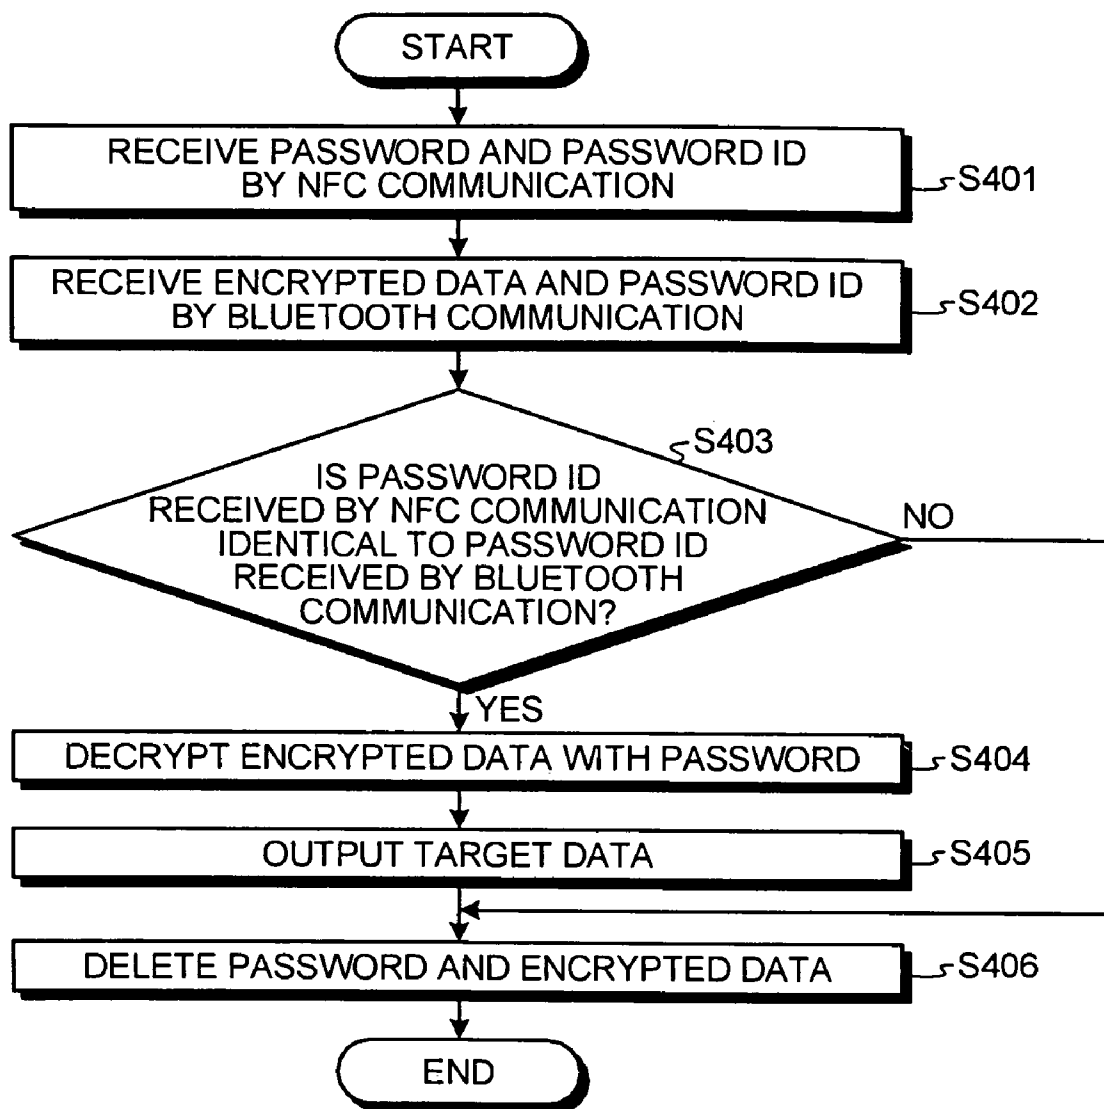 START
RECEIVE PASSWORD AND PASSWORD ID
BY NFC COMMUNICATION
S401
RECEIVE ENCRYPTED DATA AND PASSWORD ID
BY BLUETOOTH COMMUNICATION
S402
S403
IS PASSWORD ID
RECEIVED BY NFC COMMUNICATION
IDENTICAL TO PASSWORD ID
RECEIVED BY BLUETOOTH
COMMUNICATION?
NO
YES
DECRYPT ENCRYPTED DATA WITH PASSWORD
S404
OUTPUT TARGET DATA
S405
DELETE PASSWORD AND ENCRYPTED DATA
S406
END